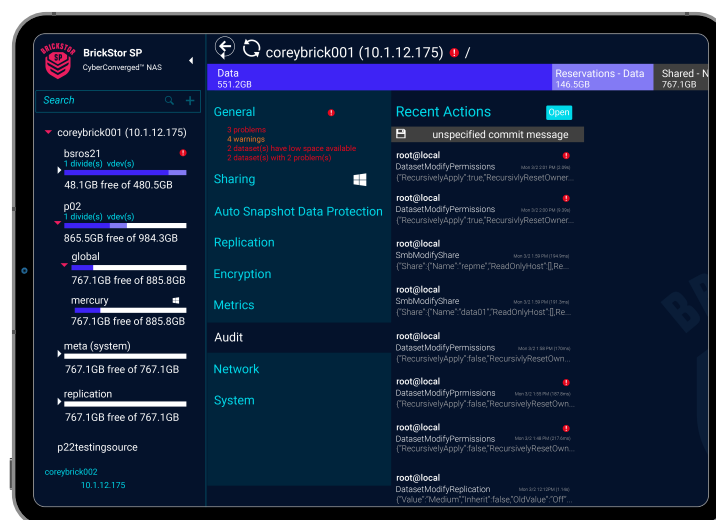 BRICKSTOR
SP
BrickStor SP
CyberConverged™ NAS
Search
coreybrick001 (10.1.12.175)
bsros21
1 divide(s) vdev(s)
48.1GB free of 480.5GB
p02
1 divide(s) vdev(s)
865.5GB free of 984.3GB
global
767.1GB free of 885.8GB
mercury
767.1GB free of 885.8GB
meta (system)
767.1GB free of 767.1GB
replication
767.1GB free of 767.1GB
p22testingsource
coreybrick002
10.1.12.175
coreybrick001 (10.1.12.175) /
Data
551.2GB
Reservations - Data
146.5GB
Shared - N
767.1GB
General
3 problems
4 warnings
2 dataset(s) have low space available
2 dataset(s) with 2 problem(s)
Sharing
Auto Snapshot Data Protection
Replication
Encryption
Metrics
Audit
Network
System
Recent Actions
Open
unspecified commit message
root@local
DatasetModifyPermissions
{"RecursivelyApply":true,"RecursivlyResetOwner...
root@local
DatasetModifyPermissions
{"RecursivelyApply":true,"RecursivlyResetOwner...
root@local
SmbModifyShare
{"Share":{"Name":"repme","ReadOnlyHost":[],Re...
root@local
SmbModifyShare
{"Share":{"Name":"data01","ReadOnlyHost":[],Re...
root@local
DatasetModifyPermissions
{"RecursivelyApply":false,"RecursivlyResetOwn...
root@local
DatasetModifyPpermissions
{"RecursivelyApply":false,"RecursivelyResetOwn...
root@local
DatasetModifyPermissions
{"RecursivelyApply":false,"RecursivelyResetOwn...
root@local
DatasetModifyReplication
{"Value":"Medium","Inherit":false,"OldValue":"Off"...